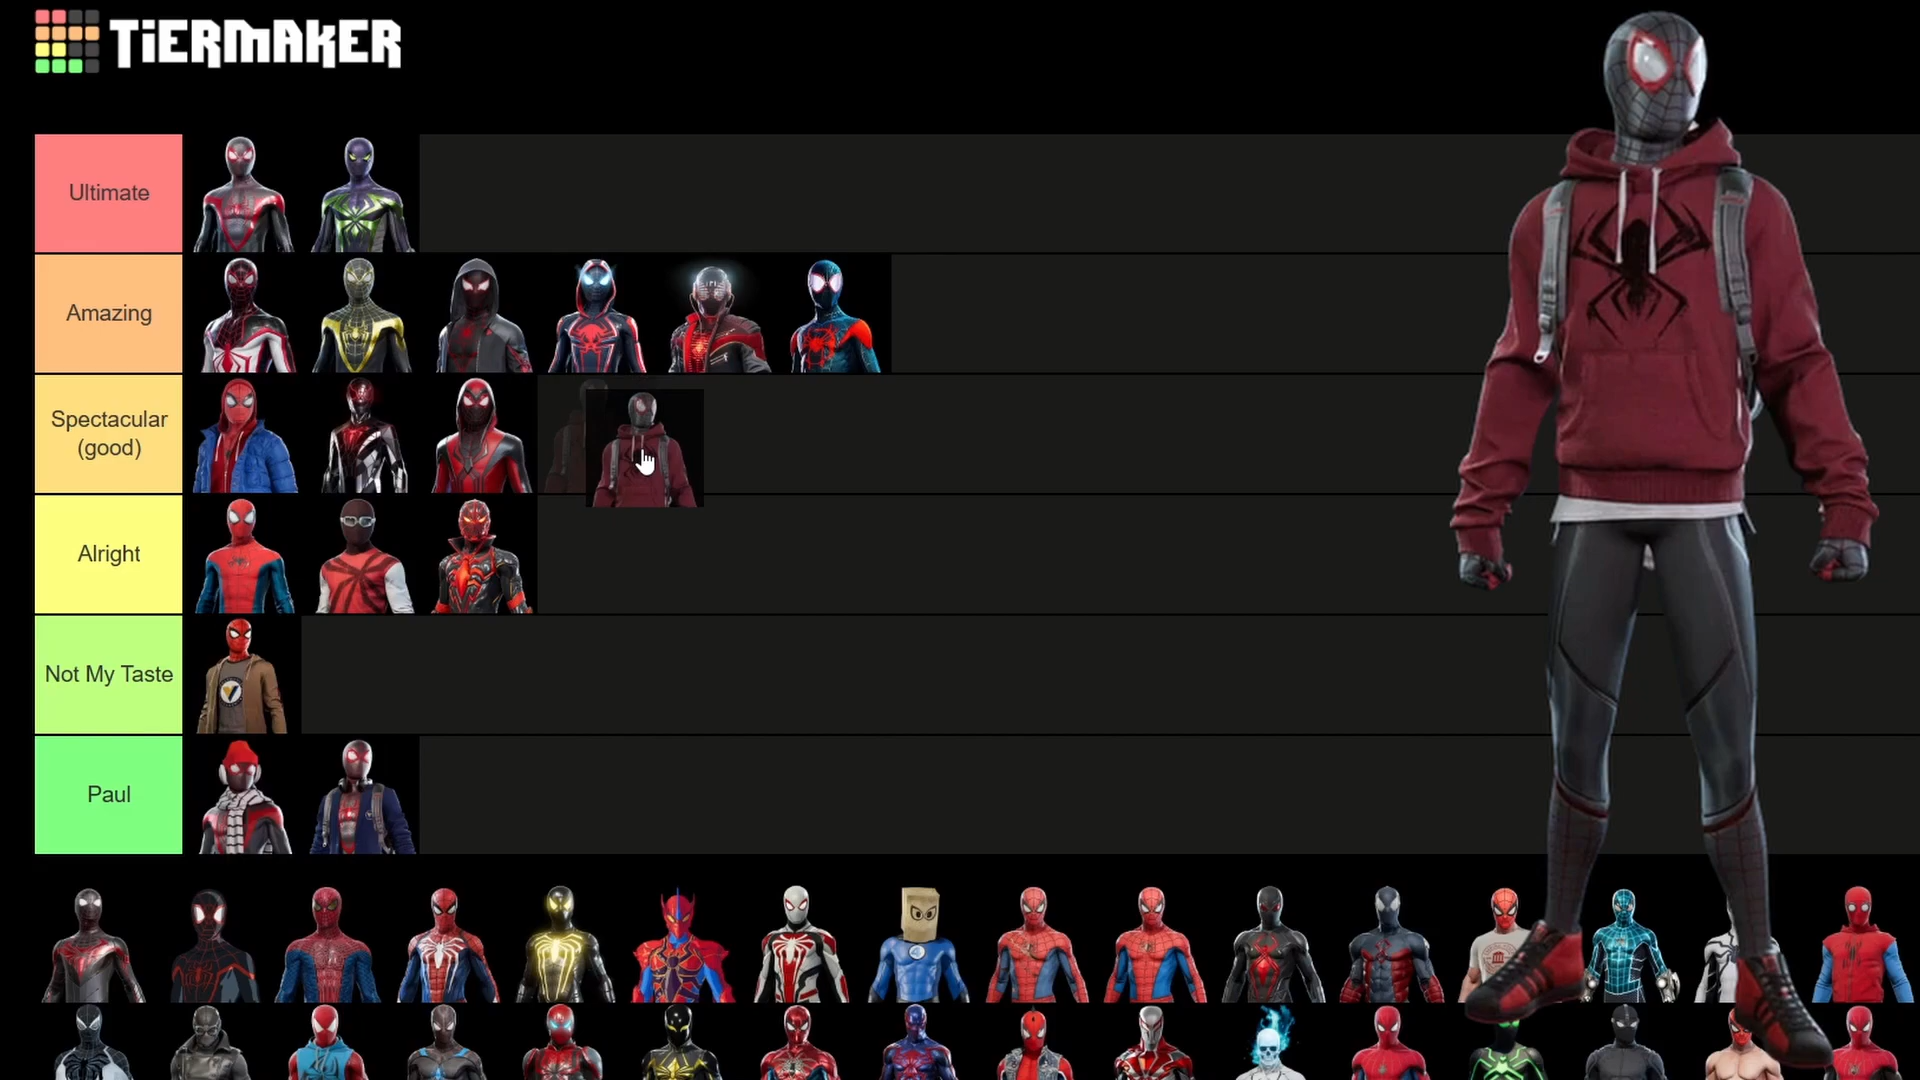 TiERMAKER
Ultimate
Amazing
Spectacular
(good)
Alright
Not My Taste
Paul